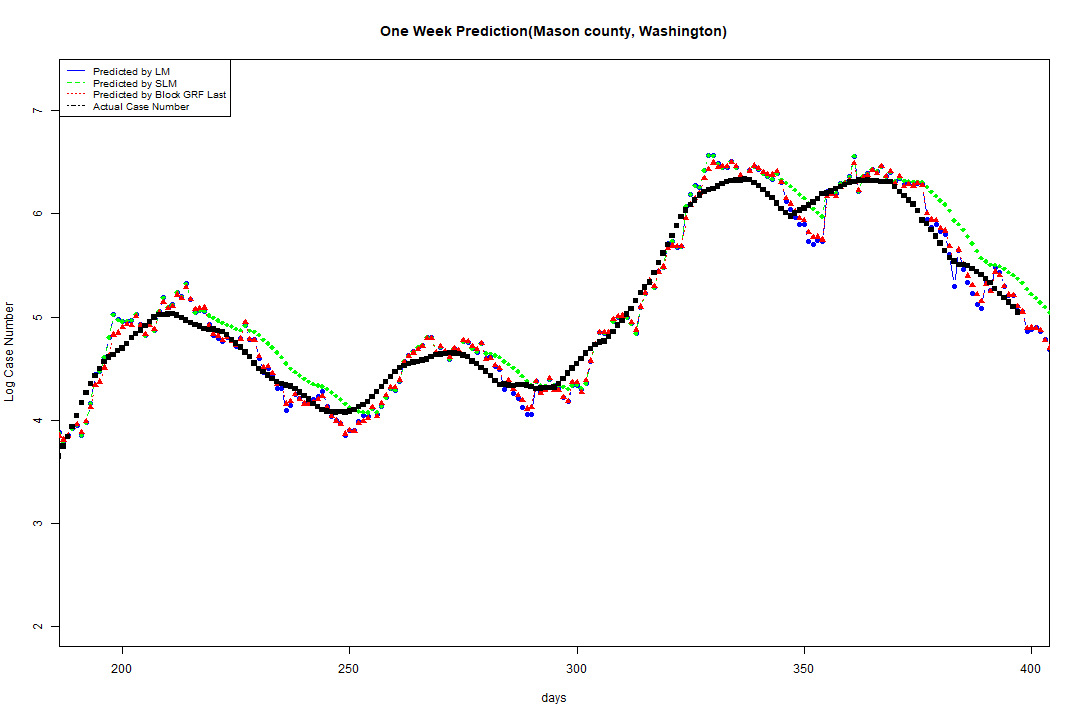 One Week Prediction(Mason county, Washington)
Predicted by LM
Predicted by SLM
Predicted by Block GRF Last
Actual Case Number
Log Case Number
7
6
5
4
3
2
200 250 300 350 400
days